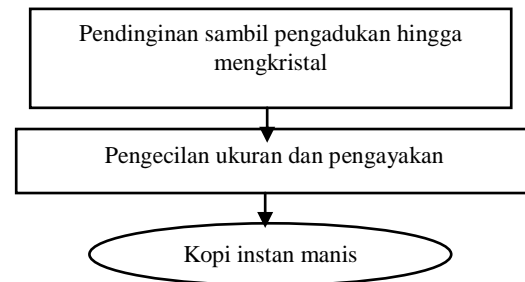 Pendinginan sambil pengadukan hingga
mengkristal
Pengecilan ukuran dan pengayakan
Kopi instan manis